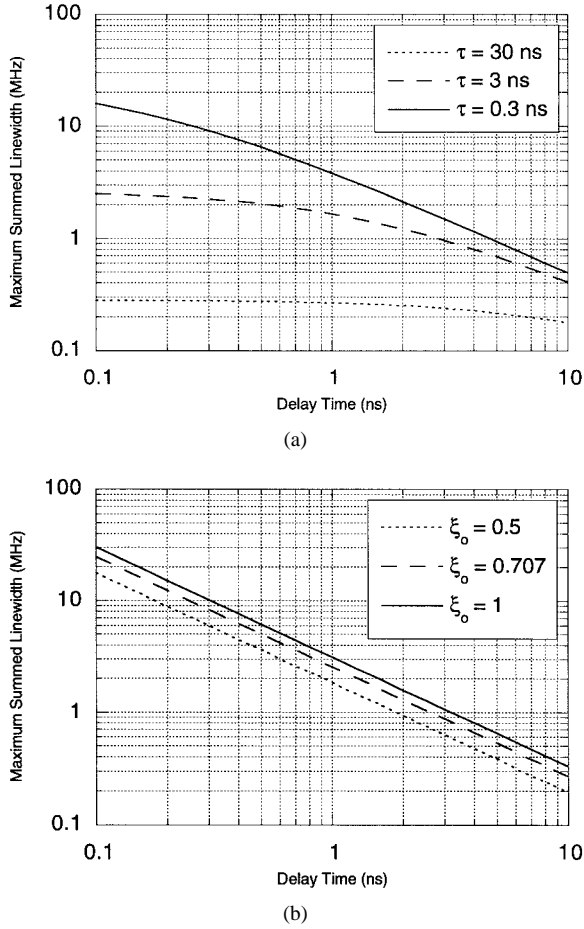 Maximum Summed Linewidth (MHz)
100
10
1
0.1
τ = 30 ns
τ = 3 ns
τ = 0.3 ns
0.1
1
10
Delay Time (ns)
(a)
Maximum Summed Linewidth (MHz)
100
10
1
0.1
ξo = 0.5
ξo = 0.707
ξo = 1
0.1
1
10
Delay Time (ns)
(b)